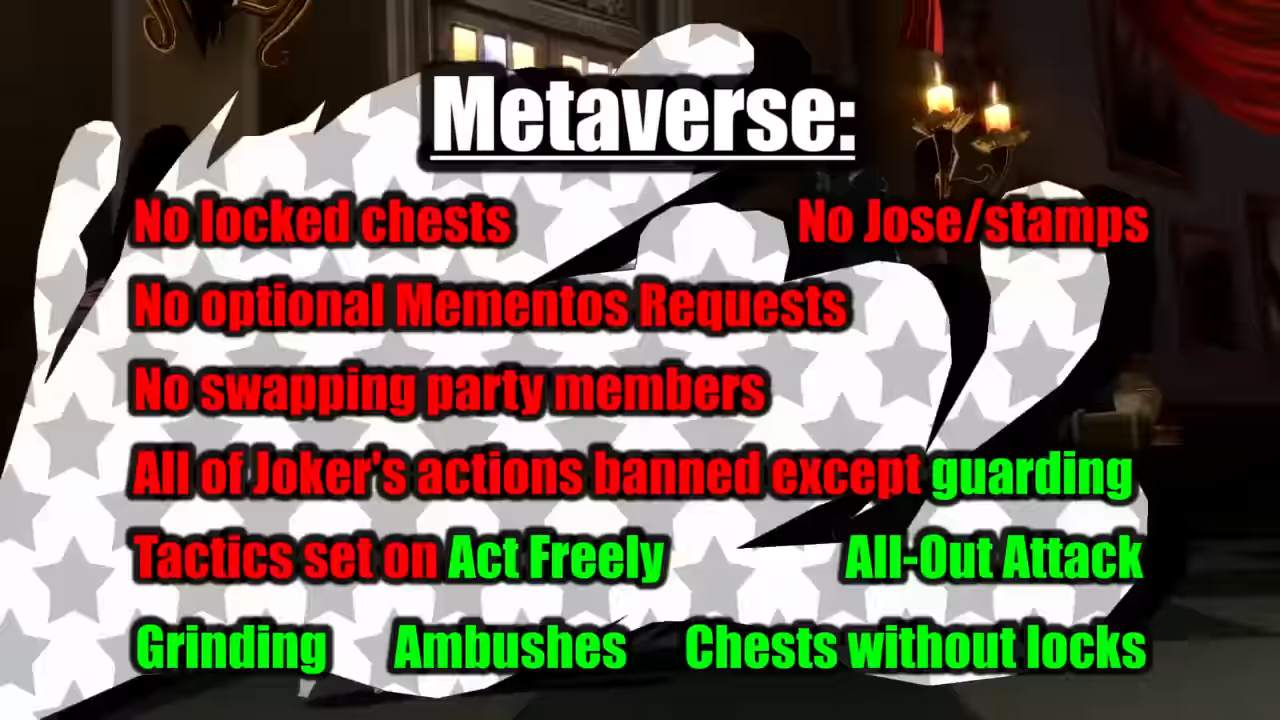 Metaverse:
No locked chests No Jose/stamps
No optional Mementos Requests
No swapping party members
All of Joker's actions banned except guarding
Tactics set on Act Freely All-Out Attack
Grinding Ambushes Chests without locks